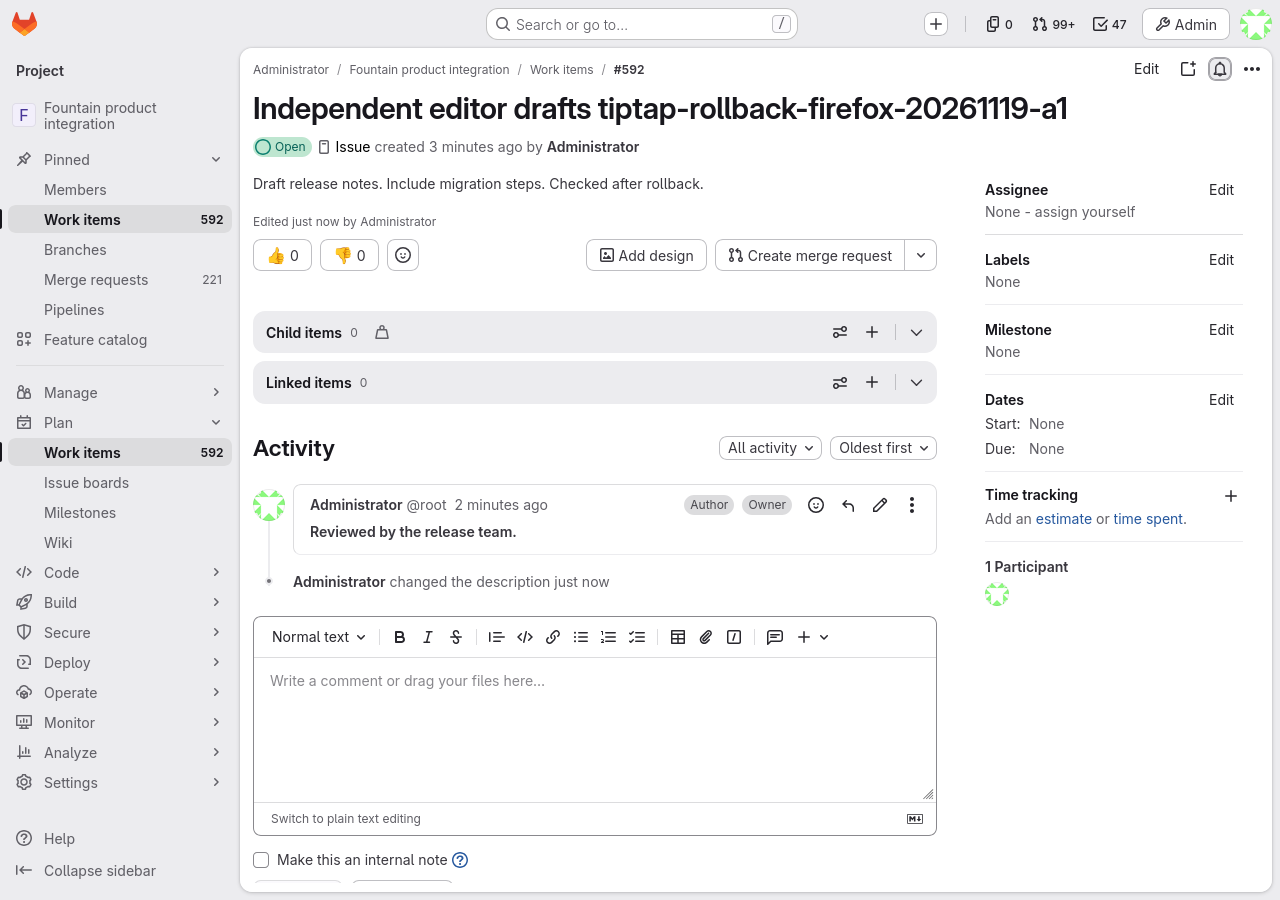 Search or go to...
/
0
99+
47
Admin
Project
F
Fountain product
integration
Pinned
Members
Work items 592
Branches
Merge requests 221
Pipelines
Feature catalog
Manage
Plan
Work items 592
Issue boards
Milestones
Wiki
Code
Build
Secure
Deploy
Operate
Monitor
Analyze
Settings
Help
Collapse sidebar
Administrator / Fountain product integration / Work items / #592
Edit
Independent editor drafts tiptap-rollback-firefox-20261119-a1
Open Issue created 3 minutes ago by Administrator
Draft release notes. Include migration steps. Checked after rollback.
Edited just now by Administrator
0
0
Add design
Create merge request
Child items 0
Linked items 0
Activity
All activity
Oldest first
Administrator @root 2 minutes ago
Author
Owner
Reviewed by the release team.
Administrator changed the description just now
Normal text
Write a comment or drag your files here...
Switch to plain text editing
Make this an internal note
Assignee Edit
None - assign yourself
Labels Edit
None
Milestone Edit
None
Dates Edit
Start: None
Due: None
Time tracking
Add an estimate or time spent.
1 Participant